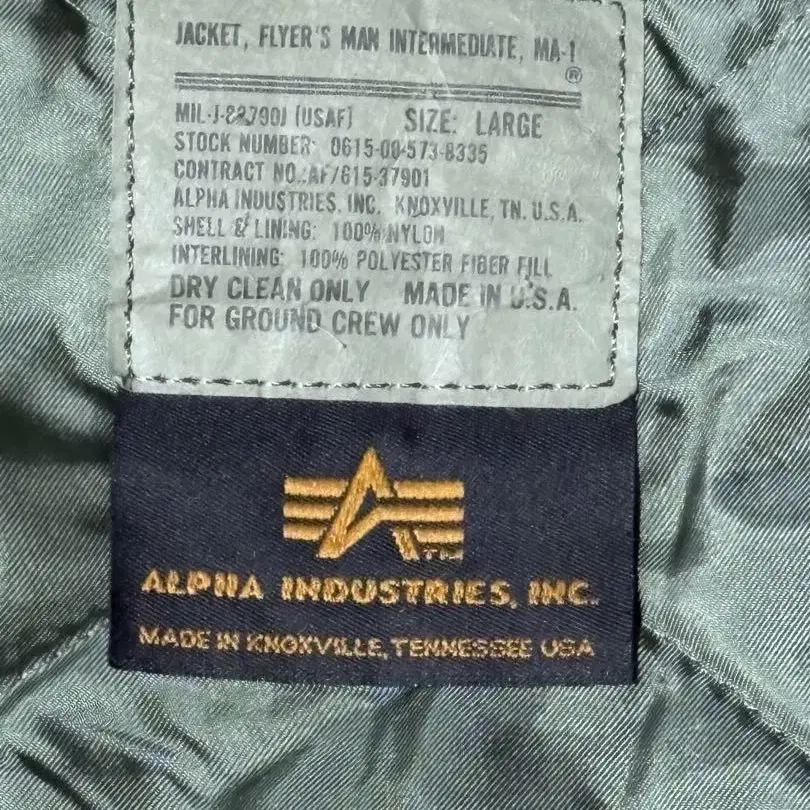 JACKET, FLYER'S MAN INTERMEDIATE, MA-1
®
MIL-J-82790J (USAF) SIZE: LARGE
STOCK NUMBER: 0615-00-573-8335
CONTRACT NO.:AF/615-37901
ALPHA INDUSTRIES, INC. KNOXVILLE, TN. U.S.A.
SHELL & LINING: 100% NYLON
INTERLINING: 100% POLYESTER FIBER FILL
DRY CLEAN ONLY MADE IN U.S.A.
FOR GROUND CREW ONLY
TM
ALPHA INDUSTRIES, INC.
MADE IN KNOXVILLE, TENNESSEE USA